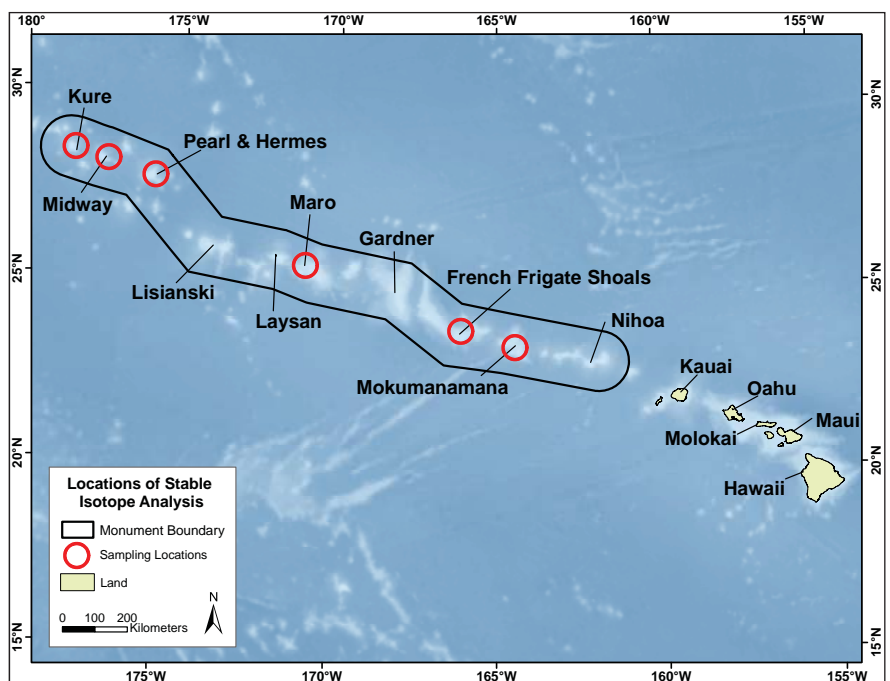 180° 175°W 170°W 165°W 160°W 155°W
30°N
30°N
Kure
Pearl & Hermes
Midway
Maro
Gardner
25°N
25°N
French Frigate Shoals
Lisianski
Laysan
Nihoa
Mokumanamana
Kauai
Oahu
Molokai
Maui
Hawaii
20°N
20°N
Locations of Stable
Isotope Analysis
Monument Boundary
Sampling Locations
Land
N
0 100 200
Kilometers
15°N
15°N
175°W 170°W 165°W 160°W 155°W